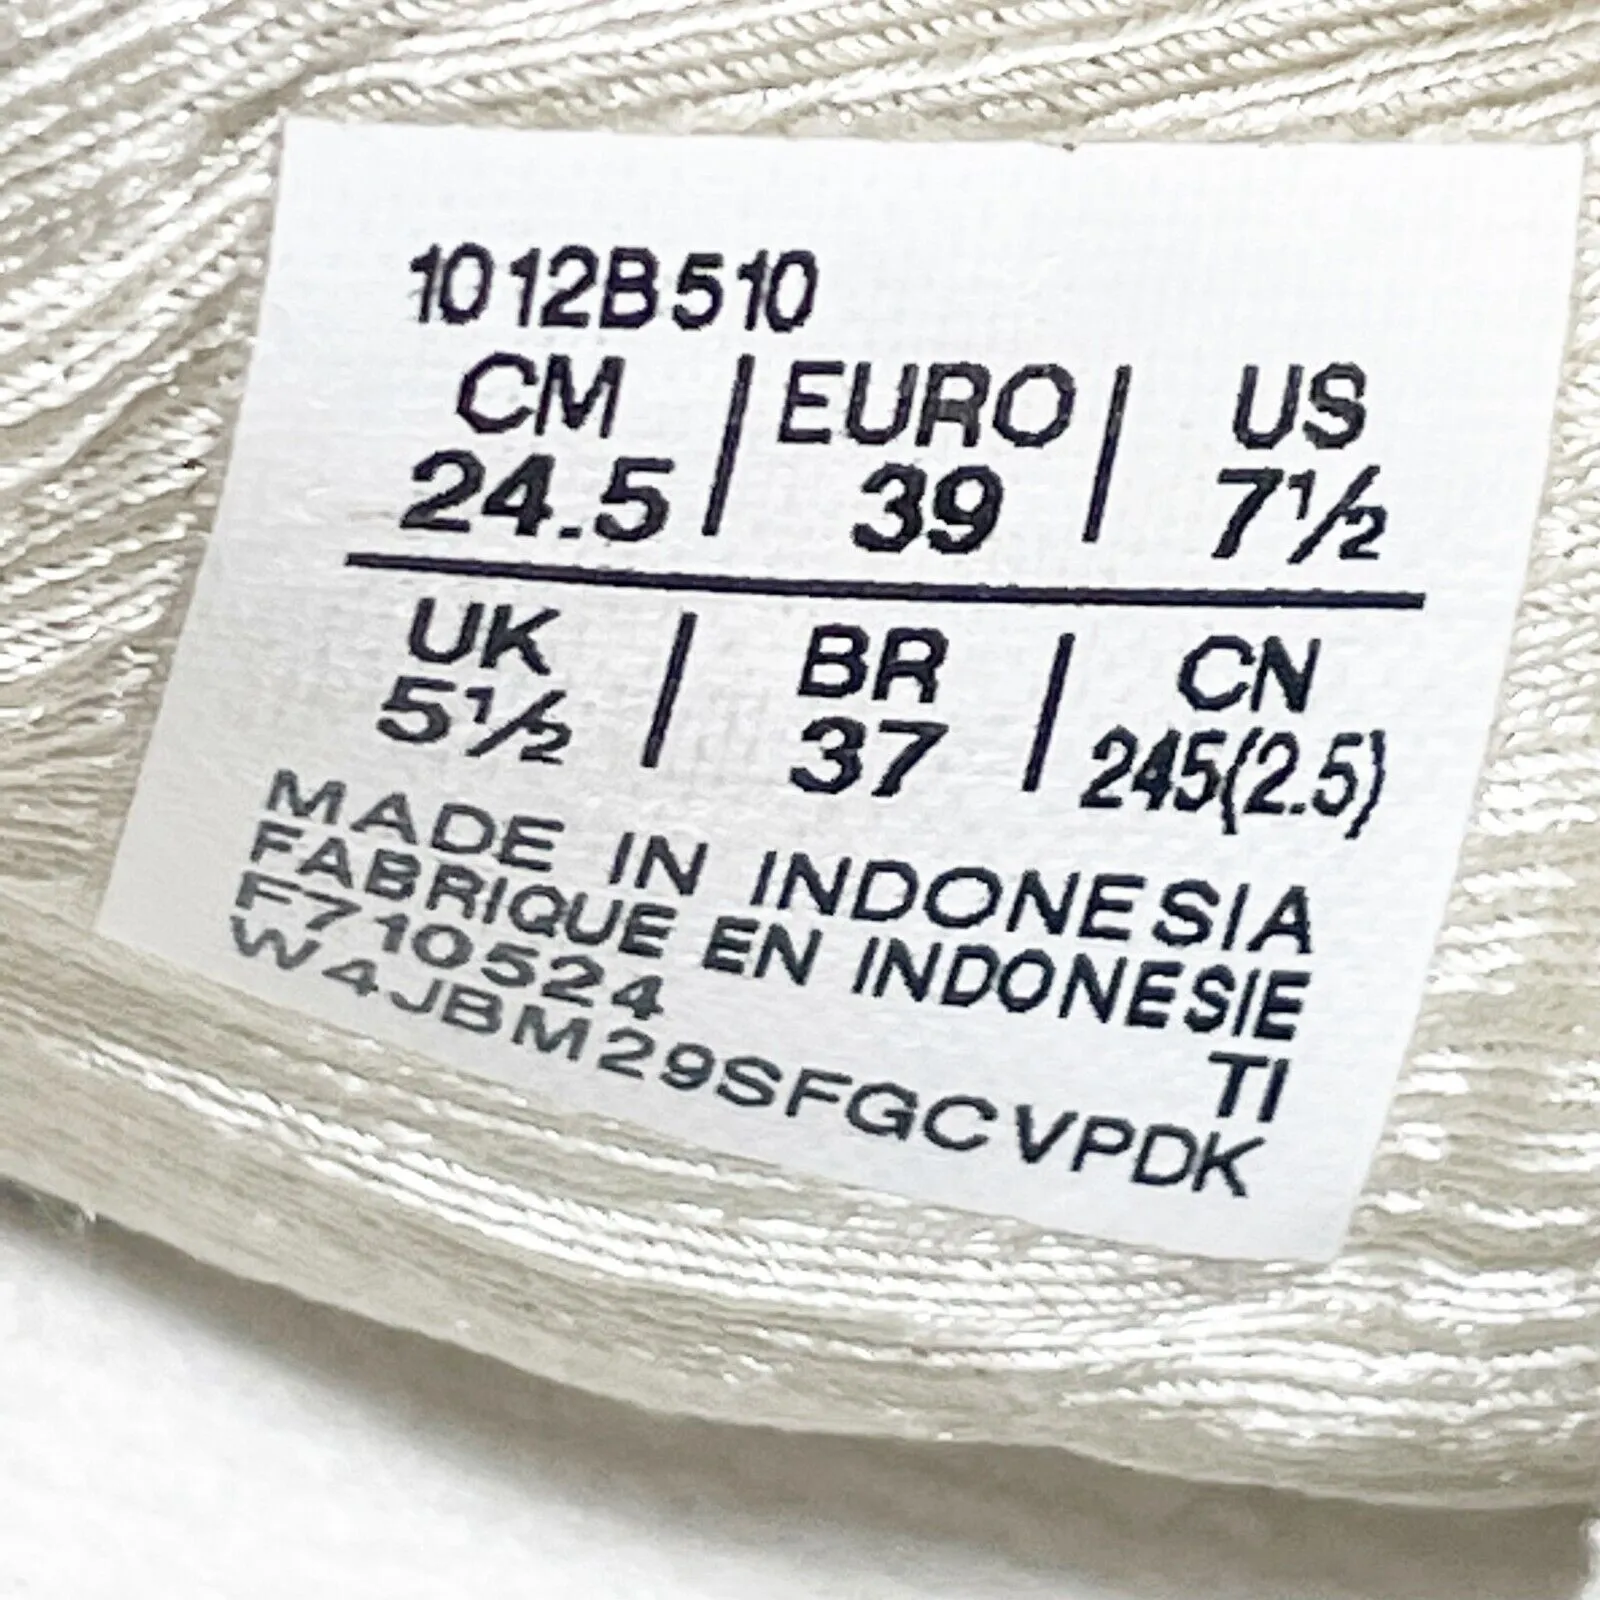 1012B510
CM | EURO | US
24.5 | 39 | 7½
UK | BR | CN
5½ | 37 | 245(2.5)
MADE IN INDONESIA
FABRIQUE EN INDONESIE
F710524
TI
W4JBM29SFGCVPDK